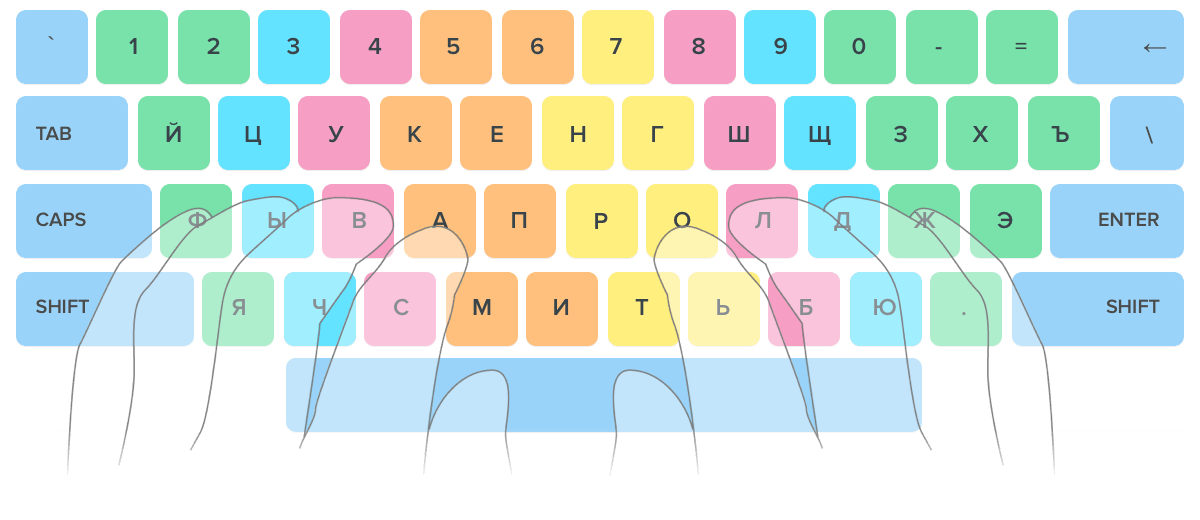 ` 1 2 3 4 5 6 7 8 9 0 - = ←
TAB Й Ц У К Е Н Г Ш Щ З Х Ъ \
CAPS Ф Ы В А П Р О Л Д Ж Э ENTER
SHIFT Я Ч С М И Т Ь Б Ю . SHIFT